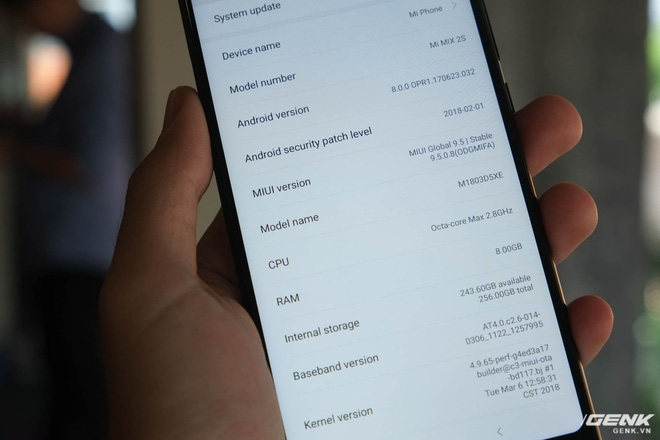 System update
Device name
Mi Phone
Model number
Mi MIX 2S
Android version
8.0.0 OPR1.170623.032
Android security patch level
2018-02-01
MIUI version
MIUI Global 9.5 | Stable
9.5.0.8(ODGMIFA)
Model name
M1803D5XE
CPU
Octa-core Max 2.8GHz
RAM
8.00GB
Internal storage
243.60GB available
256.00GB total
Baseband version
AT4.0.c2.6-014-
0306_1122_1257995
Kernel version
4.9.65-perf-g4ed3a17
builder@c3-miui-ota
-bd117.bj #1
Tue Mar 6 12:58:31
CST 2018
GENK
GENK.VN